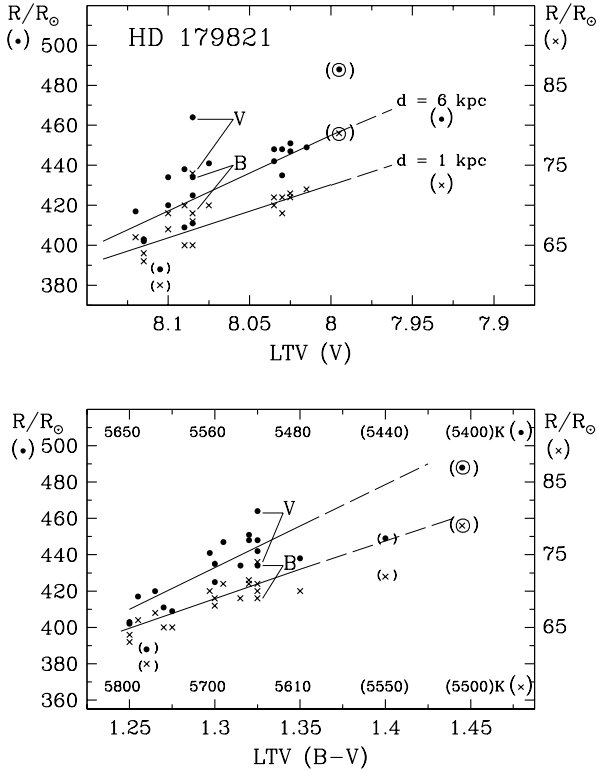 R/R☉ R/R☉
(•) HD 179821 (×)
500
480 85
d = 6 kpc
460 V (•)
440 B d = 1 kpc 75
420 (×)
400 65
380
8.1 8.05 8 7.95 7.9
LTV (V)
R/R☉ R/R☉
(•) 5650 5560 5480 (5440) (5400)K (•) (×)
500
480 85
460 V
440 75
B
420
400 65
380
360 5800 5700 5610 (5550) (5500)K (×)
1.25 1.3 1.35 1.4 1.45
LTV (B−V)